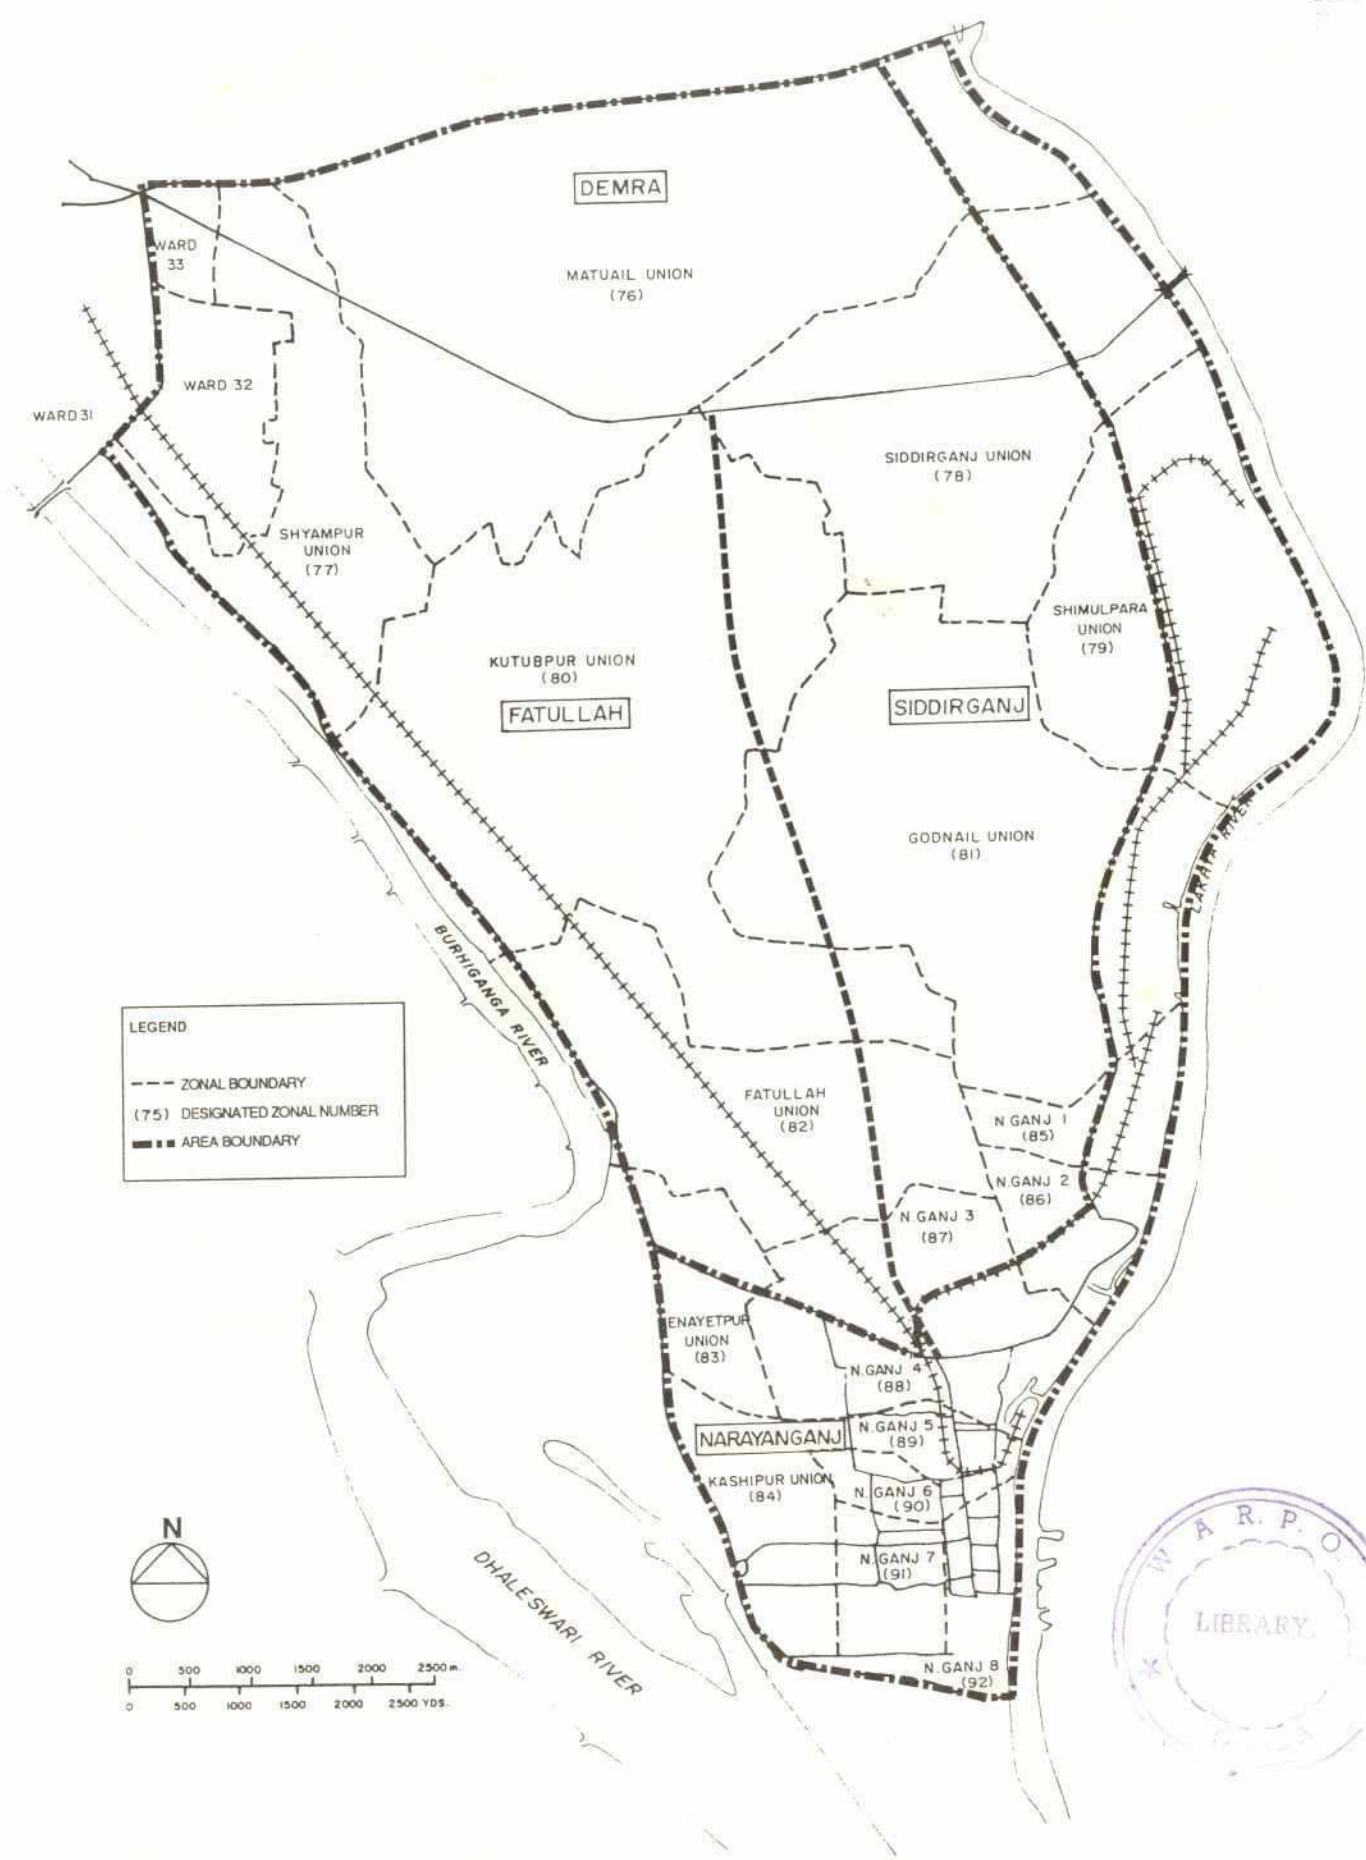 DEMRA
WARD
33
MATUAIL UNION
(76)
WARD 32
WARD 31
SIDDIRGANJ UNION
(78)
SHYAMPUR
UNION
(77)
SHIMULPARA
UNION
(79)
KUTUBPUR UNION
(80)
FATULLAH
SIDDIRGANJ
GODNAIL UNION
(81)
LAKHYA RIVER
BURHIGANGA RIVER
LEGEND
ZONAL BOUNDARY
(75) DESIGNATED ZONAL NUMBER
AREA BOUNDARY
FATULLAH
UNION
(82)
N GANJ 1
(85)
N.GANJ 2
(86)
N GANJ 3
(87)
ENAYETPUR
UNION
(83)
N.GANJ 4
(88)
N.GANJ 5
(89)
NARAYANGANJ
KASHIPUR UNION
(84)
N.GANJ 6
(90)
N.GANJ 7
(91)
N.GANJ 8
(92)
DHALESWARI RIVER
N
0 500 1000 1500 2000 2500 m.
0 500 1000 1500 2000 2500 YDS.
W A R. P. O.
LIBRARY.